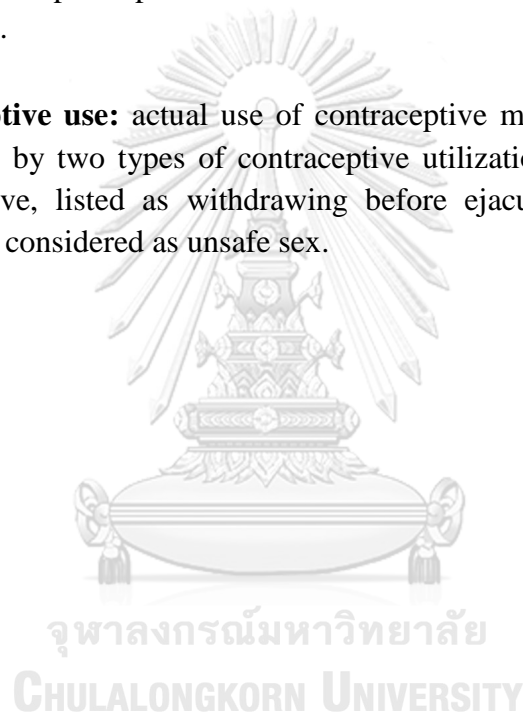 .
ptive use: actual use of contraceptive m
by two types of contraceptive utilizatio
ve, listed as withdrawing before ejacu
considered as unsafe sex.
จุฬาลงกรณ์มหาวิทยาลัย
CHULALONGKORN UNIVERSITY